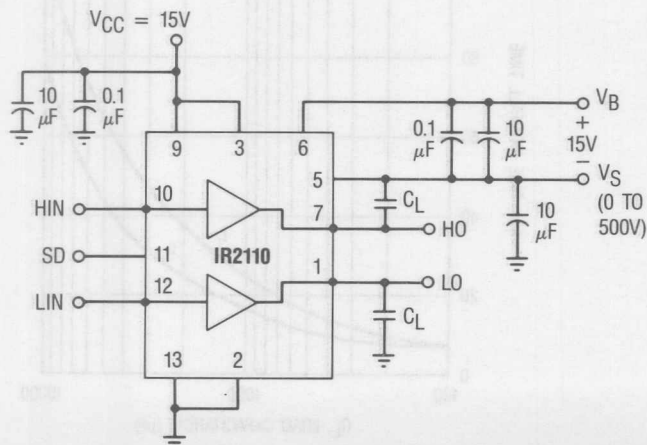 V_CC = 15V
10 μF
0.1 μF
9
3
6
0.1 μF
10 μF
V_B
+
15V
−
V_S
(0 TO 500V)
5
C_L
10 μF
HIN
10
7
HO
SD
11
IR2110
1
LO
LIN
12
C_L
13
2